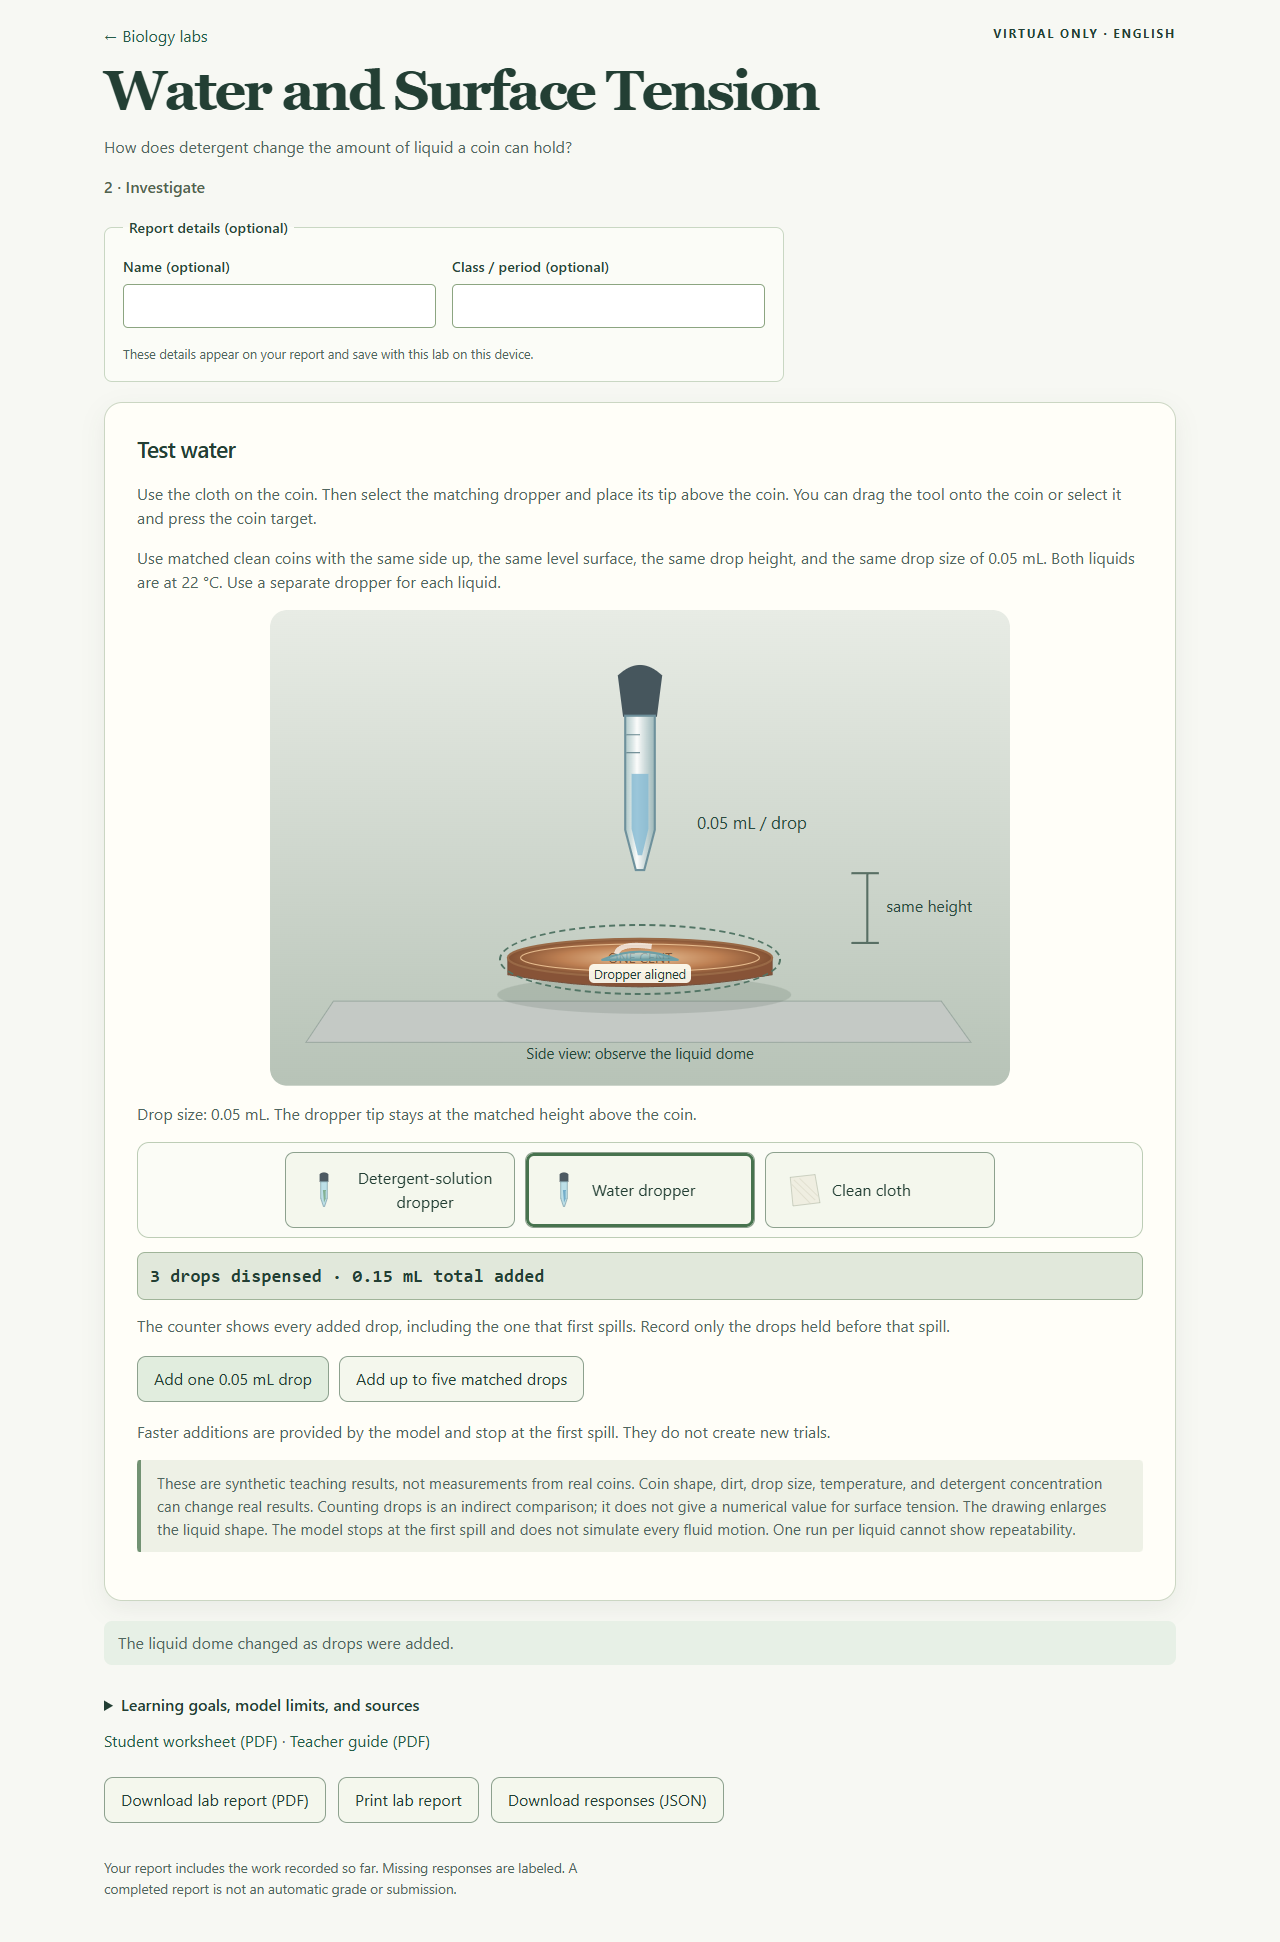 ← Biology labs
VIRTUAL ONLY · ENGLISH
Water and Surface Tension
How does detergent change the amount of liquid a coin can hold?
2 · Investigate
Report details (optional)
Name (optional)
Class / period (optional)
These details appear on your report and save with this lab on this device.
Test water
Use the cloth on the coin. Then select the matching dropper and place its tip above the coin. You can drag the tool onto the coin or select it
and press the coin target.
Use matched clean coins with the same side up, the same level surface, the same drop height, and the same drop size of 0.05 mL. Both liquids
are at 22 °C. Use a separate dropper for each liquid.
0.05 mL / drop
same height
ONE CENT
Dropper aligned
Side view: observe the liquid dome
Drop size: 0.05 mL. The dropper tip stays at the matched height above the coin.
Detergent-solution
dropper
Water dropper
Clean cloth
3 drops dispensed · 0.15 mL total added
The counter shows every added drop, including the one that first spills. Record only the drops held before that spill.
Add one 0.05 mL drop
Add up to five matched drops
Faster additions are provided by the model and stop at the first spill. They do not create new trials.
These are synthetic teaching results, not measurements from real coins. Coin shape, dirt, drop size, temperature, and detergent concentration
can change real results. Counting drops is an indirect comparison; it does not give a numerical value for surface tension. The drawing enlarges
the liquid shape. The model stops at the first spill and does not simulate every fluid motion. One run per liquid cannot show repeatability.
The liquid dome changed as drops were added.
▶ Learning goals, model limits, and sources
Student worksheet (PDF) · Teacher guide (PDF)
Download lab report (PDF)
Print lab report
Download responses (JSON)
Your report includes the work recorded so far. Missing responses are labeled. A
completed report is not an automatic grade or submission.